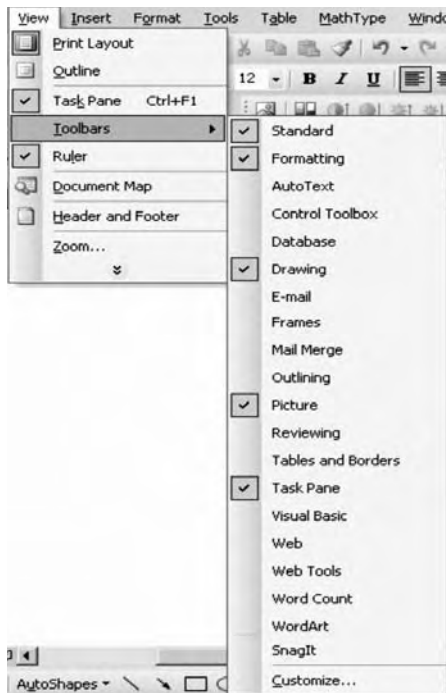 View Insert Format Tools Table MathType
Print Layout
Outline
12 B I U
Task Pane Ctrl+F1
Toolbars
Standard
Ruler
Formatting
Document Map
AutoText
Header and Footer
Control Toolbox
Zoom...
Database
Drawing
E-mail
Frames
Mail Merge
Outlining
Picture
Reviewing
Tables and Borders
Task Pane
Visual Basic
Web
Web Tools
Word Count
WordArt
SnagIt
AutoShapes
Customize...